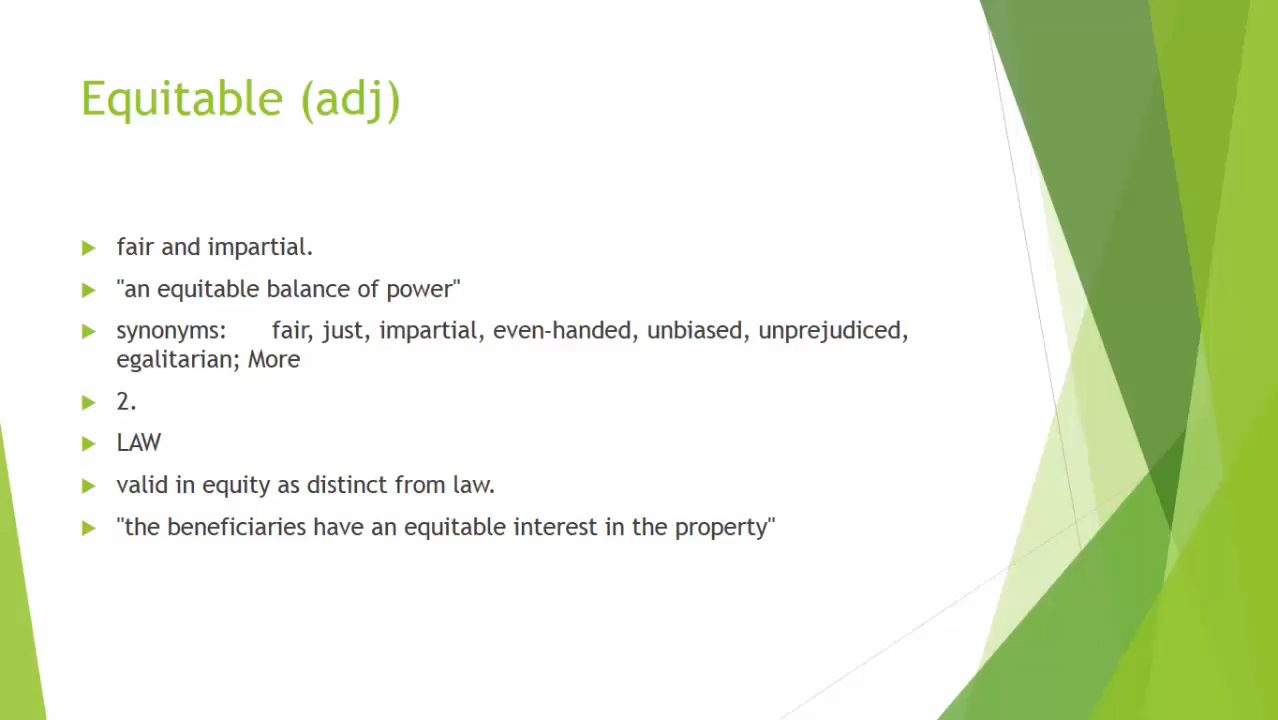 Equitable (adj)
fair and impartial.
"an equitable balance of power"
synonyms: fair, just, impartial, even-handed, unbiased, unprejudiced,
egalitarian; More
2.
LAW
valid in equity as distinct from law.
"the beneficiaries have an equitable interest in the property"